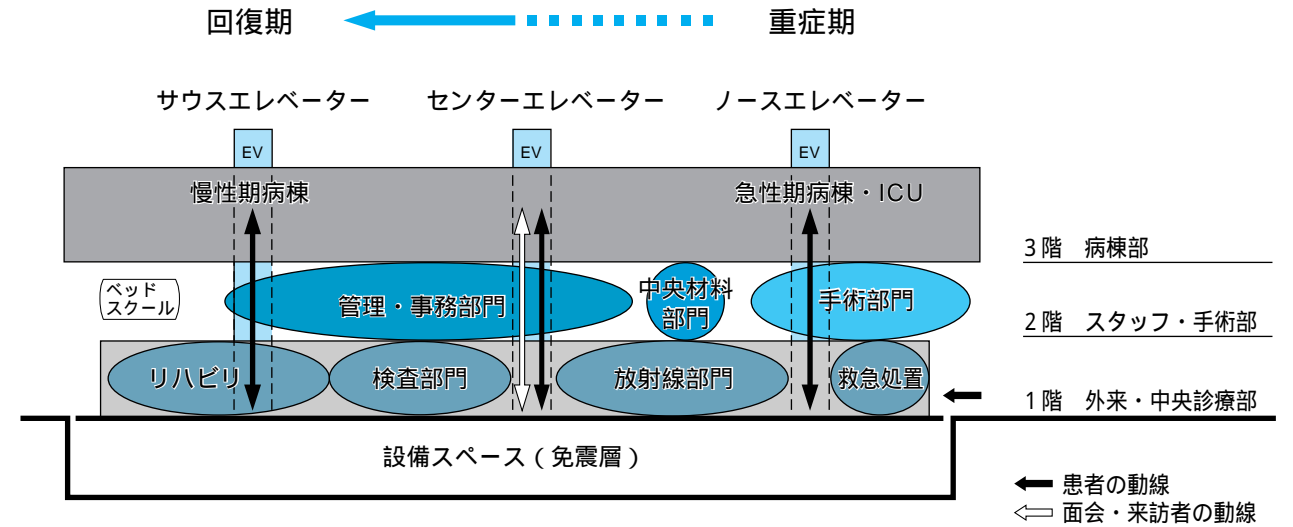 回復期
重症期
サウスエレベーター
センターエレベーター
ノースエレベーター
EV
EV
EV
慢性期病棟
急性期病棟・ICU
3階 病棟部
ベッド
スクール
管理・事務部門
中央材料
部門
手術部門
2階 スタッフ・手術部
リハビリ
検査部門
放射線部門
救急処置
1階 外来・中央診療部
設備スペース(免震層)
患者の動線
面会・来訪者の動線